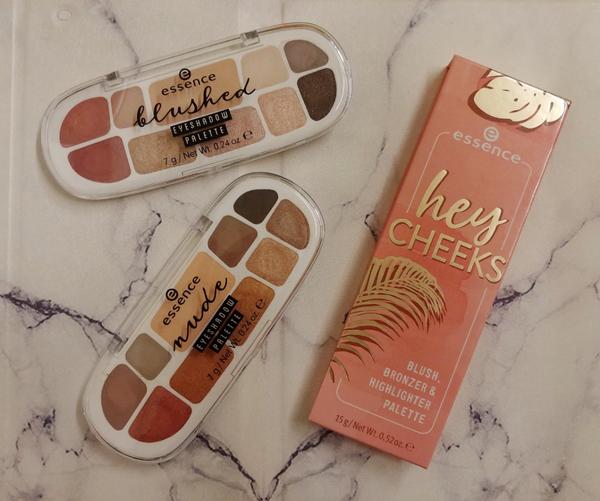 essence
blushed
EYESHADOW
PALETTE
7 g/Net Wt. 0.24 oz. e
essence
nude
EYESHADOW
PALETTE
7 g/Net Wt. 0.24 oz. e
essence
hey
CHEEKS
BLUSH,
BRONZER &
HIGHLIGHTER
PALETTE
15 g/Net Wt. 0.52 oz. e